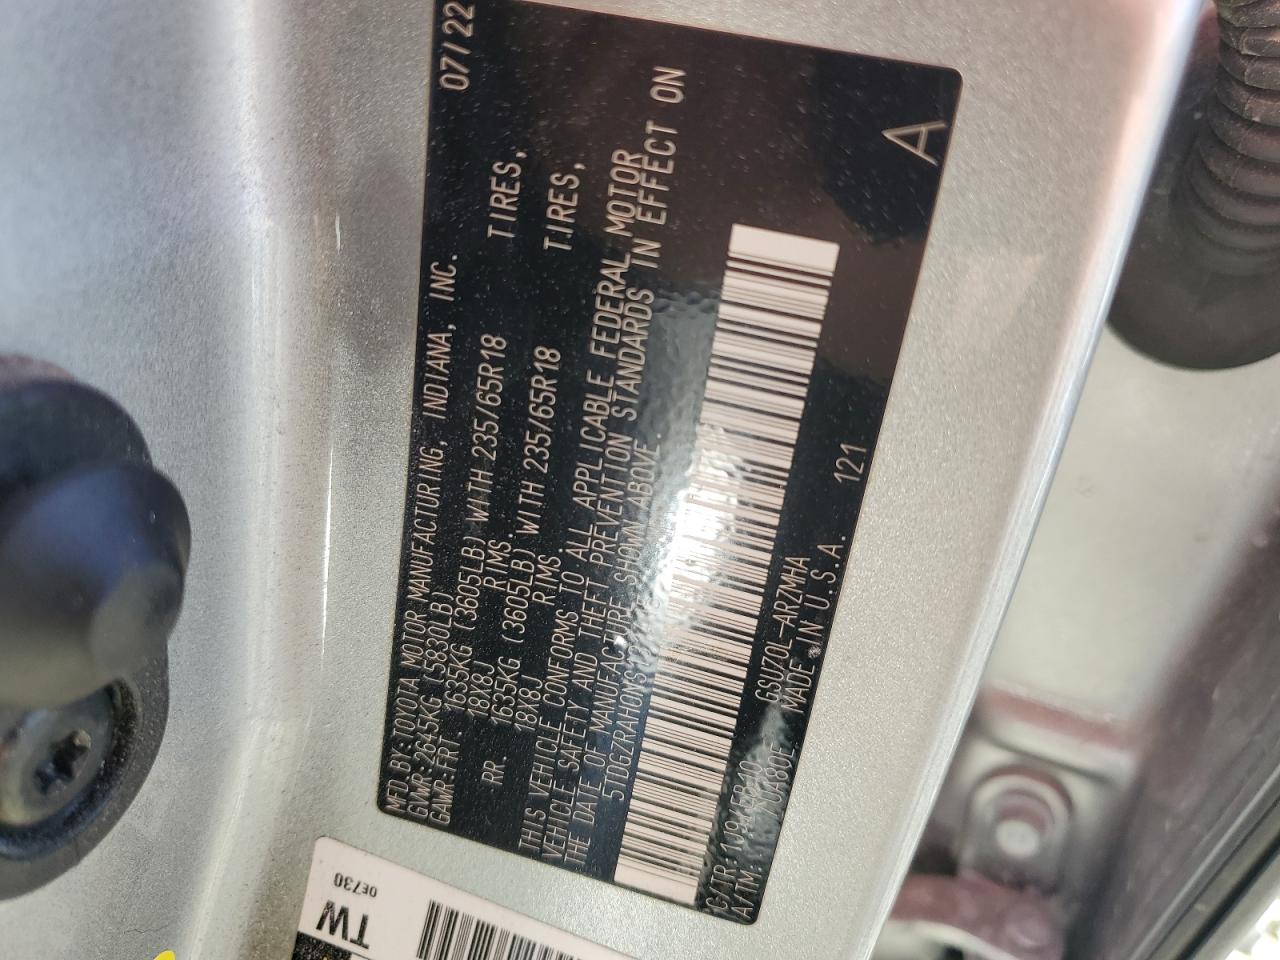 MFD BY:TOYOTA MOTOR MANUFACTURING, INDIANA, INC. 07/22
GVWR:2645KG (5830LB)
GAWR:FRT. 1635KG (3605LB) WITH 235/65R18 TIRES,
18X8J RIMS.
RR. 1635KG (3605LB) WITH 235/65R18 TIRES,
18X8J RIMS.
THIS VEHICLE CONFORMS TO ALL APPLICABLE FEDERAL MOTOR
VEHICLE SAFETY AND THEFT PREVENTION STANDARDS IN EFFECT ON
THE DATE OF MANUFACTURE SHOWN ABOVE.
C/TR: GSU70L-ARZMHA
A/TM: MADE IN U.S.A. 121
A
TW
0E730